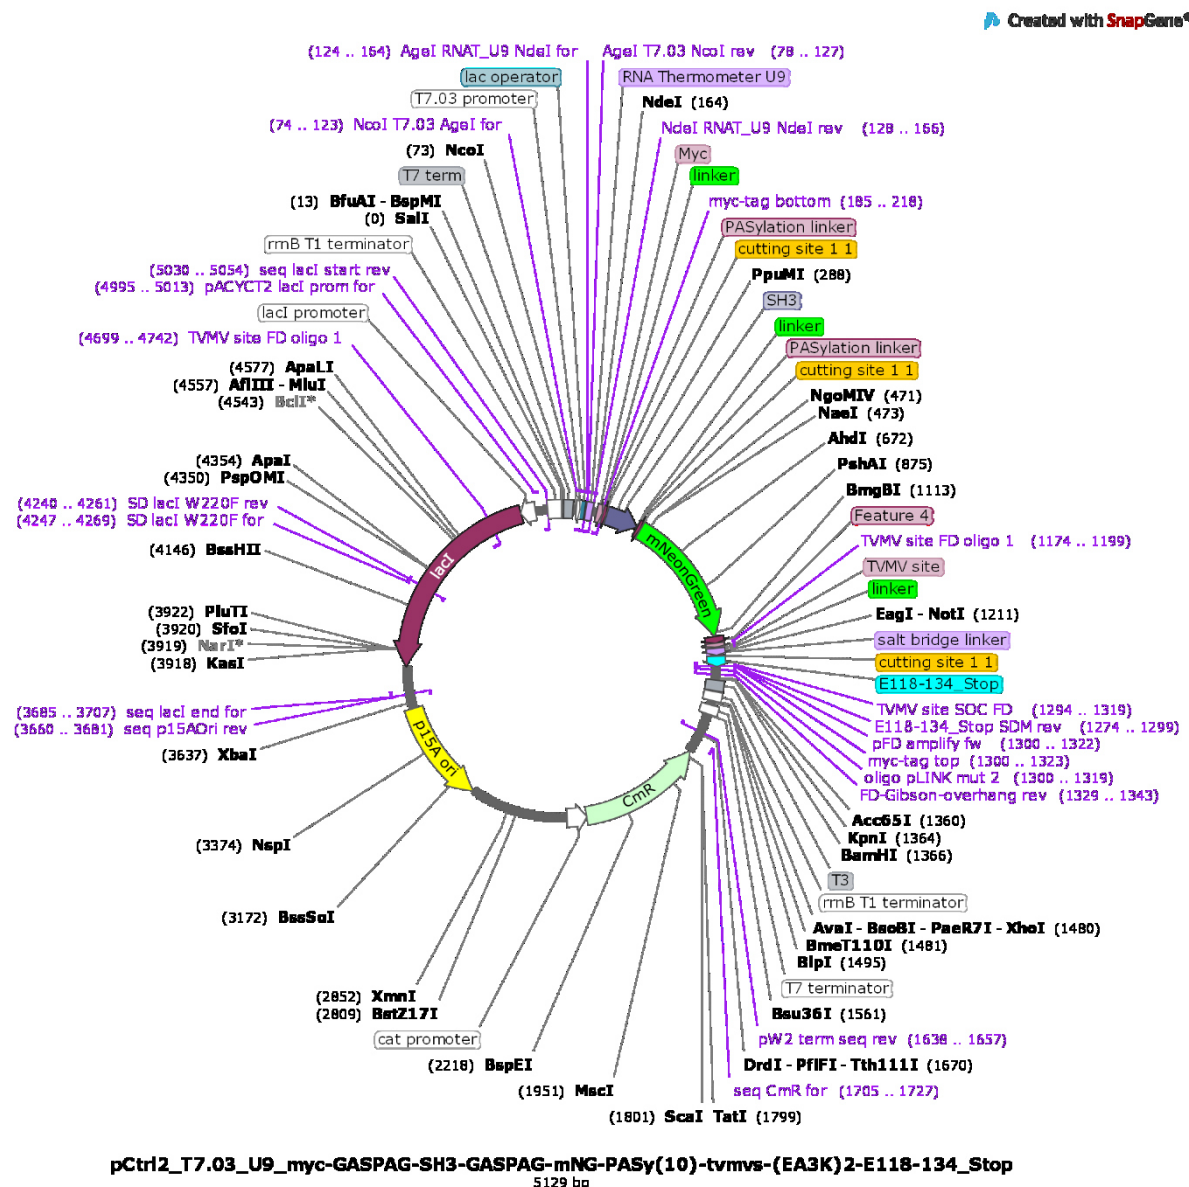 Created with SnapGene®
(124 .. 164) AgeI RNAT_U9 NdeI for
AgeI T7.03 NcoI rev (78 .. 127)
lac operator
RNA Thermometer U9
T7.03 promoter
NdeI (164)
(74 .. 123) NcoI T7.03 AgeI for
NdeI RNAT_U9 NdeI rev (128 .. 166)
(73) NcoI
Myc
T7 term
linker
(13) BfuAI - BspMI
myc-tag bottom (185 .. 218)
(0) SalI
PASylation linker
rrnB T1 terminator
cutting site 1 1
(5030 .. 5054) seq lacI start rev
PpuMI (288)
(4995 .. 5013) pACYCT2 lacI prom for
SH3
lacI promoter
linker
(4699 .. 4742) TVMV site FD oligo 1
PASylation linker
(4577) ApaLI
cutting site 1 1
(4557) AflIII - MluI
NgoMIV (471)
(4543) BclI*
NaeI (473)
AhdI (672)
(4354) ApaI
PshAI (875)
(4350) PspOMI
BmgBI (1113)
(4240 .. 4261) SD lacI W220F rev
Feature 4
(4247 .. 4269) SD lacI W220F for
TVMV site FD oligo 1 (1174 .. 1199)
(4146) BssHII
lacI
mNeonGreen
TVMV site
linker
(3922) PluTI
EagI - NotI (1211)
(3920) SfoI
salt bridge linker
(3919) NarI*
cutting site 1 1
(3918) KasI
E118-134_Stop
(3685 .. 3707) seq lacI end for
TVMV site SOC FD (1294 .. 1319)
(3660 .. 3681) seq p15AOri rev
E118-134_Stop SDM rev (1274 .. 1299)
pFD amplify fw (1300 .. 1322)
(3637) XbaI
p15A ori
myc-tag top (1300 .. 1323)
oligo pLINK mut 2 (1300 .. 1319)
FD-Gibson-overhang rev (1329 .. 1343)
CmR
Acc65I (1360)
(3374) NspI
KpnI (1364)
BamHI (1366)
T3
(3172) BssSαI
rrnB T1 terminator
AvaI - BsoBI - PaeR7I - XhoI (1480)
BmeT110I (1481)
BlpI (1495)
T7 terminator
(2852) XmnI
(2809) BstZ17I
Bsu36I (1561)
cat promoter
pW2 term seq rev (1638 .. 1657)
(2218) BspEI
DrdI - PflFI - Tth111I (1670)
(1951) MscI
seq CmR for (1705 .. 1727)
(1801) ScaI TatI (1799)
pCtrl2_T7.03_U9_myc-GASPAG-SH3-GASPAG-mNG-PASy(10)-tvmvs-(EA3K)2-E118-134_Stop
5129 bp